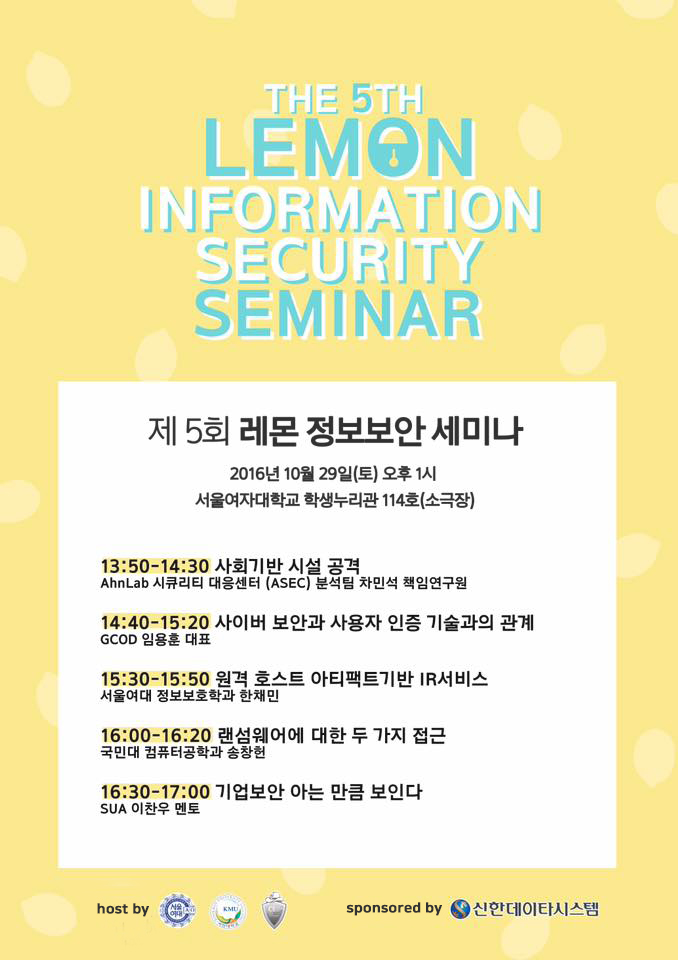 THE 5TH
LEMON
INFORMATION
SECURITY
SEMINAR
제 5회 레몬 정보보안 세미나
2016년 10월 29일(토) 오후 1시
서울여자대학교 학생누리관 114호(소극장)
13:50-14:30 사회기반 시설 공격
AhnLab 시큐리티 대응센터 (ASEC) 분석팀 차민석 책임연구원
14:40-15:20 사이버 보안과 사용자 인증 기술과의 관계
GCOD 임용훈 대표
15:30-15:50 원격 호스트 아티팩트기반 IR서비스
서울여대 정보보호학과 한채민
16:00-16:20 랜섬웨어에 대한 두 가지 접근
국민대 컴퓨터공학과 송창헌
16:30-17:00 기업보안 아는 만큼 보인다
SUA 이찬우 멘토
host by 서울여대 KMU sponsored by 신한데이타시스템